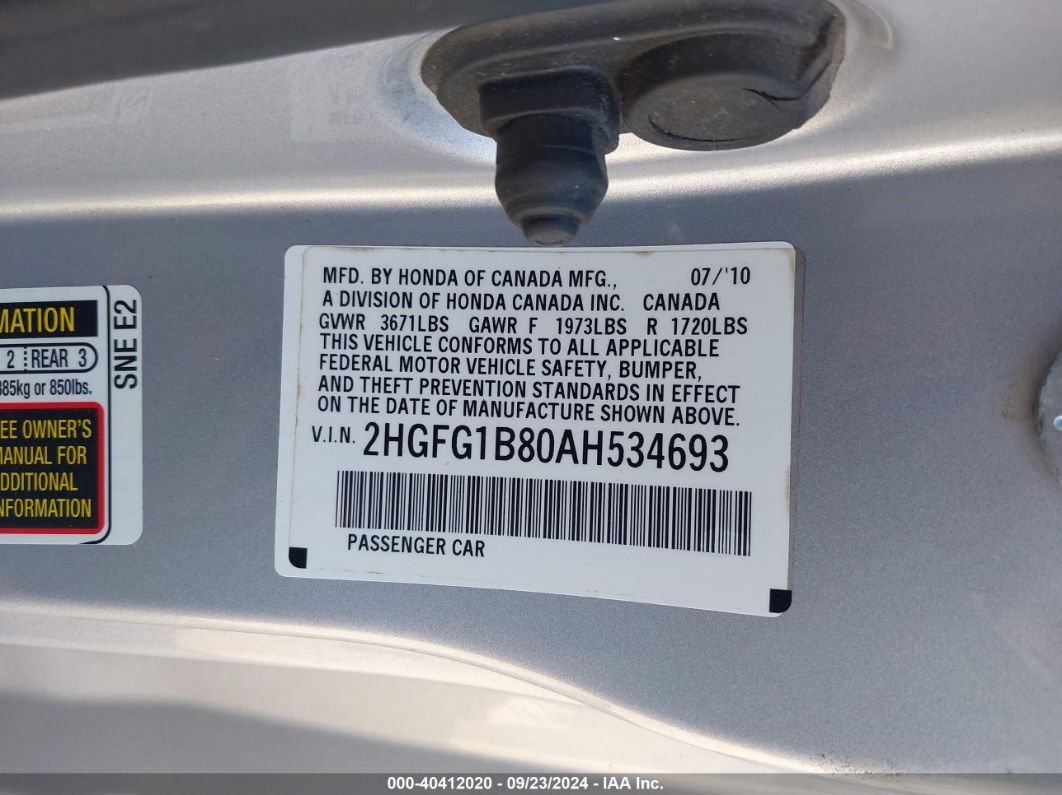 MFD. BY HONDA OF CANADA MFG., 07/'10
A DIVISION OF HONDA CANADA INC. CANADA
GVWR 3671LBS GAWR F 1973LBS R 1720LBS
THIS VEHICLE CONFORMS TO ALL APPLICABLE
FEDERAL MOTOR VEHICLE SAFETY, BUMPER,
AND THEFT PREVENTION STANDARDS IN EFFECT
ON THE DATE OF MANUFACTURE SHOWN ABOVE.
V.I.N. 2HGFG1B80AH534693
PASSENGER CAR
MATION
2 REAR 3
385kg or 850lbs.
EE OWNER'S
MANUAL FOR
DDITIONAL
NFORMATION
SNE E2
000-40412020 - 09/23/2024 - IAA Inc.